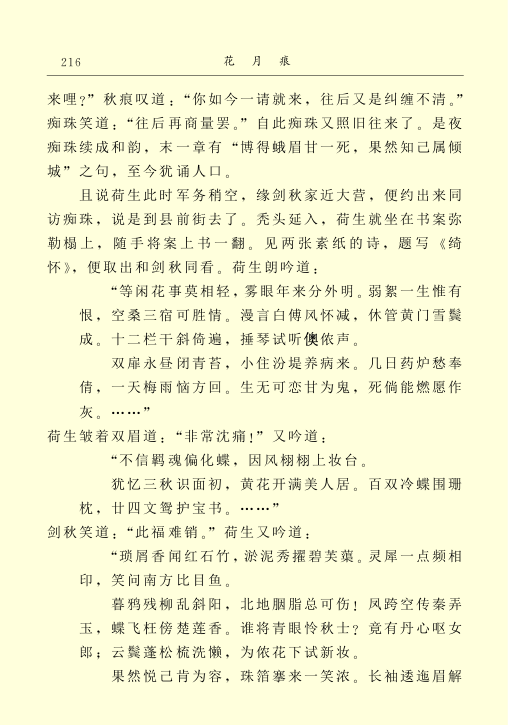 216
花 月 痕
来哩?”秋痕叹道:“你如今一请就来,往后又是纠缠不清。”
痴珠笑道:“往后再商量罢。”自此痴珠又照旧往来了。是夜
痴珠续成和韵,末一章有“博得蛾眉甘一死,果然知己属倾
城”之句,至今犹诵人口。
且说荷生此时军务稍空,缘剑秋家近大营,便约出来同
访痴珠,说是到县前街去了。秃头延入,荷生就坐在书案弥
勒榻上,随手将案上书一翻。见两张素纸的诗,题写《绮
怀》,便取出和剑秋同看。荷生朗吟道:
“等闲花事莫相轻,雾眼年来分外明。弱絮一生惟有
恨,空桑三宿可胜情。漫言白傅风怀减,休管黄门雪鬓
成。十二栏干斜倚遍,捶琴试听懊侬声。
双扉永昼闭青苔,小住汾堤养病来。几日药炉愁奉
倩,一天梅雨恼方回。生无可恋甘为鬼,死倘能燃愿作
灰。……”
荷生皱着双眉道:“非常沈痛!”又吟道:
“不信羁魂偏化蝶,因风栩栩上妆台。
犹忆三秋识面初,黄花开满美人居。百双冷蝶围珊
枕,廿四文鸳护宝书。……”
剑秋笑道:“此福难销。”荷生又吟道:
“琐屑香闻红石竹,淤泥秀擢碧芙蕖。灵犀一点频相
印,笑问南方比目鱼。
暮鸦残柳乱斜阳,北地胭脂总可伤!凤跨空传秦弄
玉,蝶飞枉傍楚莲香。谁将青眼怜秋士?竟有丹心呕女
郎;云鬓蓬松梳洗懒,为侬花下试新妆。
果然悦己肯为容,珠箔搴来一笑浓。长袖逶迤眉解